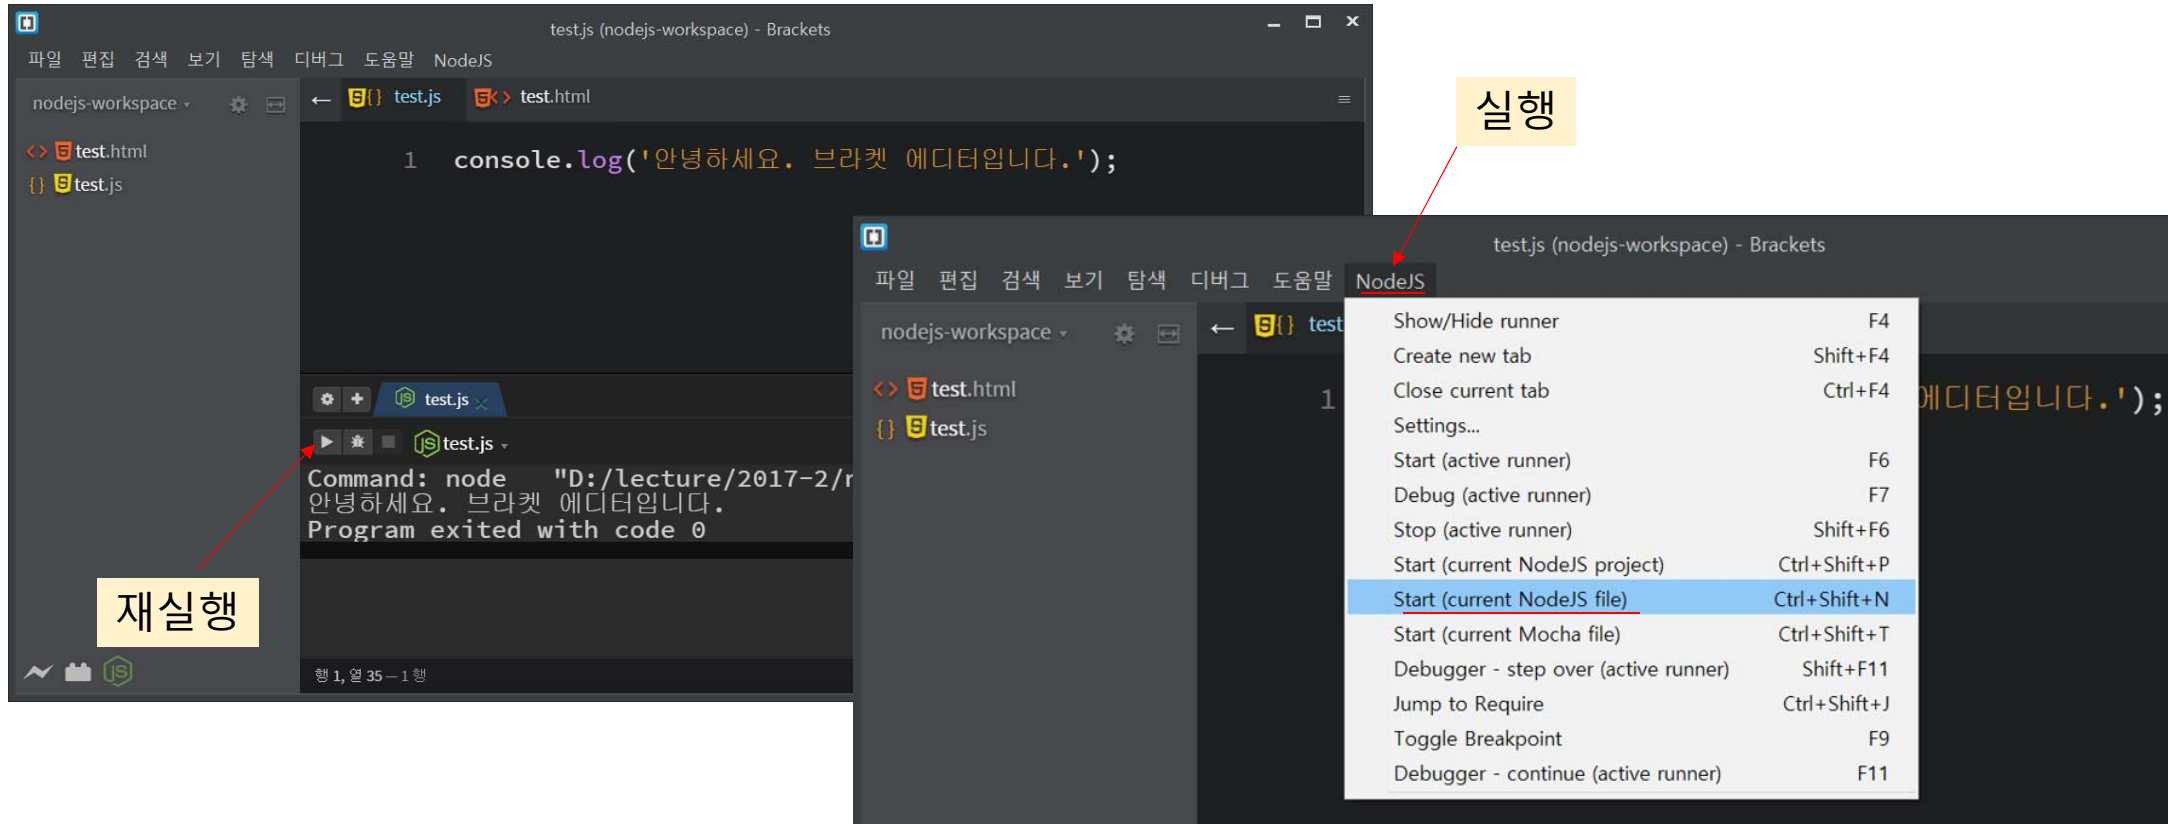 test.js (nodejs-workspace) - Brackets
파일 편집 검색 보기 탐색 디버그 도움말 NodeJS
nodejs-workspace
test.js
test.html
test.html
test.js
1 console.log('안녕하세요. 브라켓 에디터입니다.');
test.js
test.js
Command: node "D:/lecture/2017-2/
안녕하세요. 브라켓 에디터입니다.
Program exited with code 0
재실행
행 1, 열 35 — 1 행
실행
test.js (nodejs-workspace) - Brackets
파일 편집 검색 보기 탐색 디버그 도움말 NodeJS
nodejs-workspace
test
test.html
test.js
1 에디터입니다.');
Show/Hide runner F4
Create new tab Shift+F4
Close current tab Ctrl+F4
Settings...
Start (active runner) F6
Debug (active runner) F7
Stop (active runner) Shift+F6
Start (current NodeJS project) Ctrl+Shift+P
Start (current NodeJS file) Ctrl+Shift+N
Start (current Mocha file) Ctrl+Shift+T
Debugger - step over (active runner) Shift+F11
Jump to Require Ctrl+Shift+J
Toggle Breakpoint F9
Debugger - continue (active runner) F11